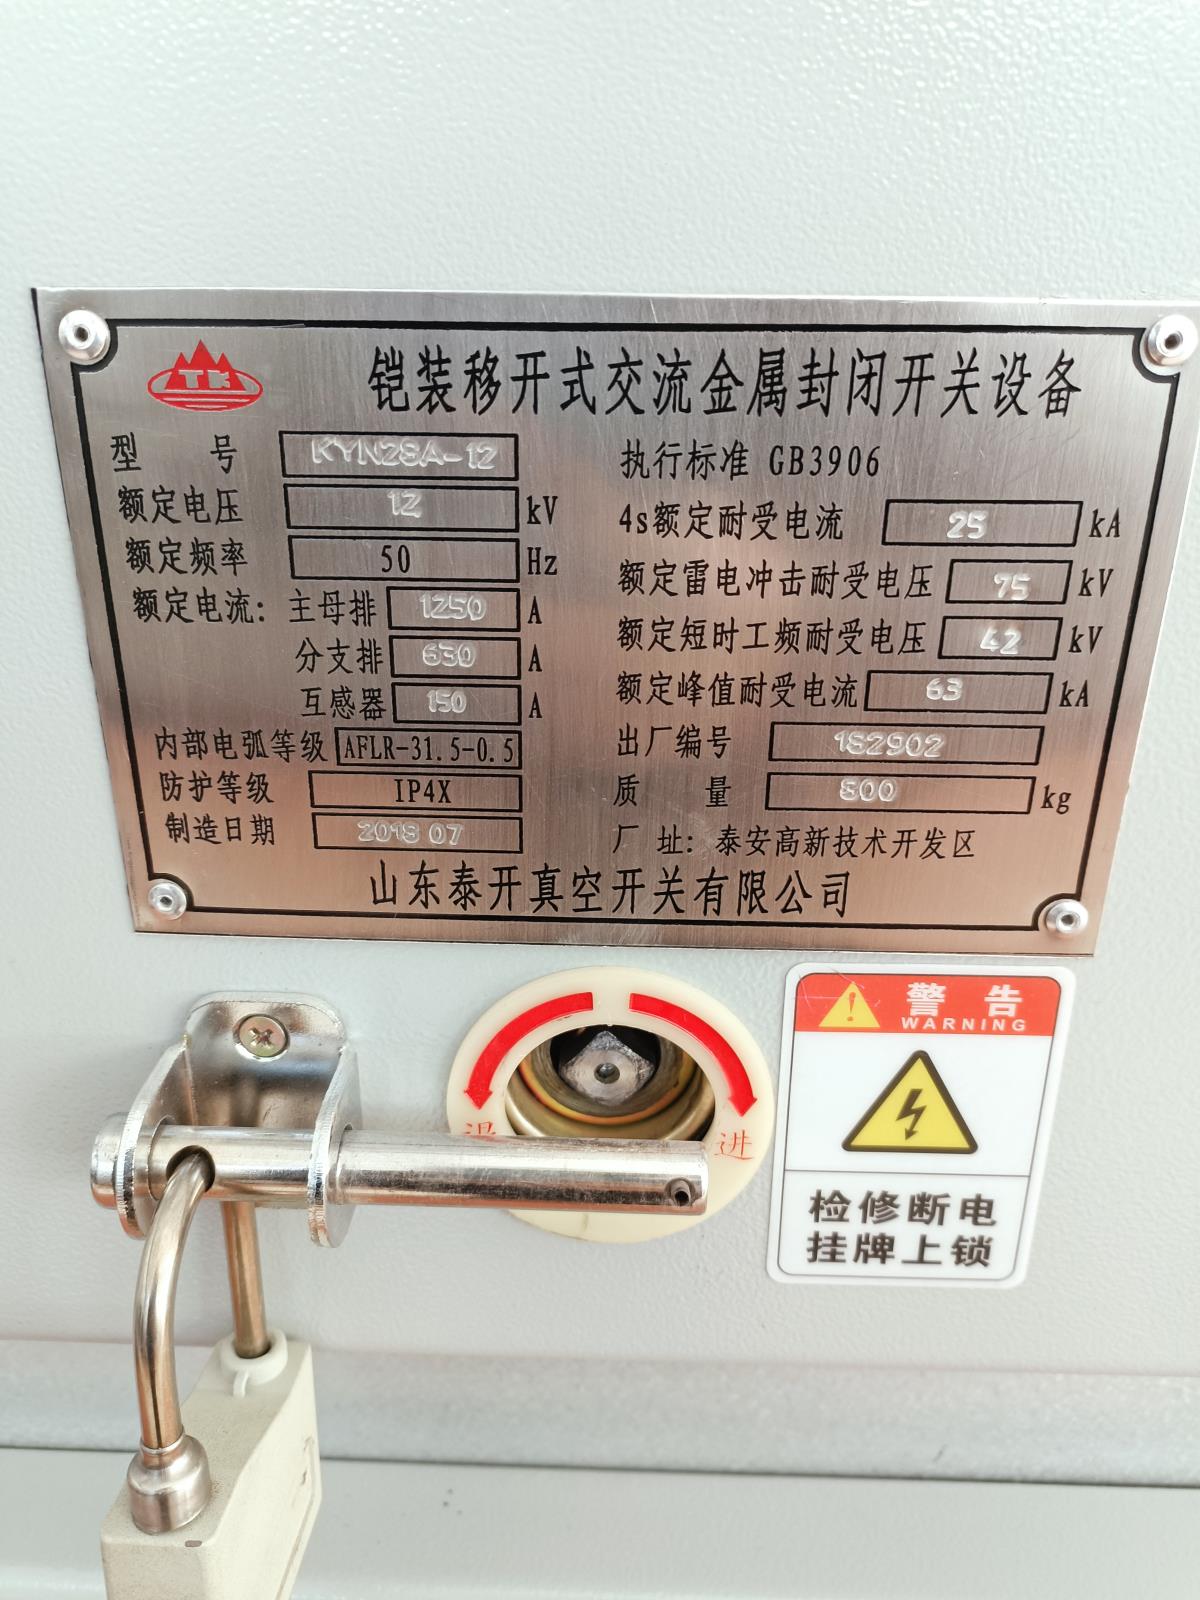 TK
铠装移开式交流金属封闭开关设备
型 号 KYN28A-12
额定电压 12 kV
额定频率 50 Hz
额定电流: 主母排 1250 A
分支排 630 A
互感器 150 A
内部电弧等级 AFLR-31.5-0.5
防护等级 IP4X
制造日期 2018 07
执行标准 GB3906
4s额定耐受电流 25 kA
额定雷电冲击耐受电压 75 kV
额定短时工频耐受电压 42 kV
额定峰值耐受电流 63 kA
出厂编号 182902
质 量 800 kg
厂 址: 泰安高新技术开发区
山东泰开真空开关有限公司
退
进
警 告
WARNING
检修断电
挂牌上锁